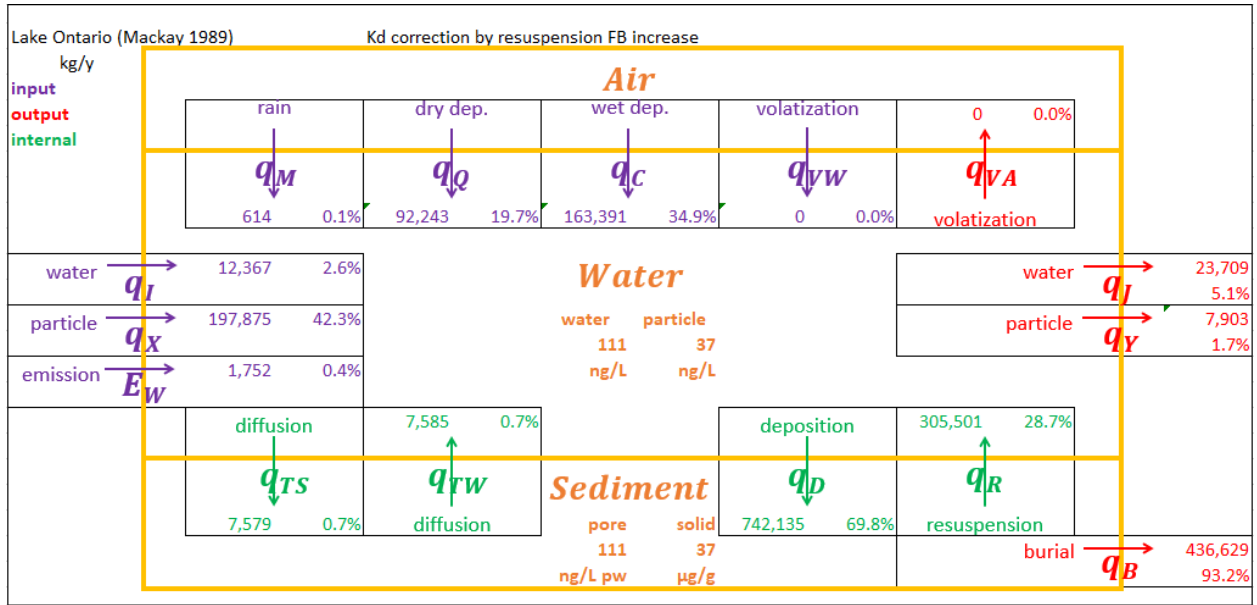 Lake Ontario (Mackay 1989) Kd correction by resuspension FB increase
kg/y
input
output
internal
Air
rain dry dep. wet dep. volatization 0 0.0%
qM qQ qC qVW qVA
614 0.1% 92,243 19.7% 163,391 34.9% 0 0.0% volatization
water qI 12,367 2.6%
particle qX 197,875 42.3%
emission EW 1,752 0.4%
Water
water particle
111 37
ng/L ng/L
water qJ 23,709
5.1%
particle qY 7,903
1.7%
diffusion 7,585 0.7% deposition 305,501 28.7%
qTS qTW Sediment qD qR
7,579 0.7% diffusion pore solid 742,135 69.8% resuspension
111 37
ng/L pw µg/g
burial qB 436,629
93.2%